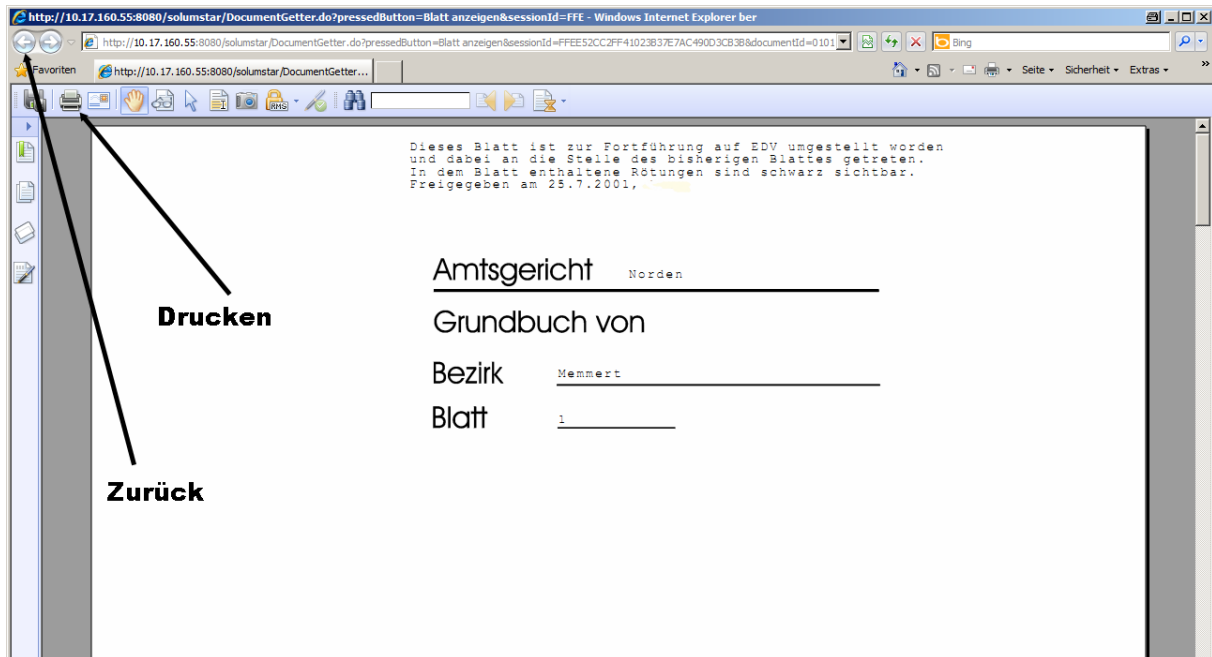 http://10.17.160.55:8080/solumstar/DocumentGetter.do?pressedButton=Blatt anzeigen&sessionId=FFE - Windows Internet Explorer ber
http://10.17.160.55:8080/solumstar/DocumentGetter.do?pressedButton=Blatt anzeigen&sessionId=FFEE52CC2FF41023B37E7AC490D3CB3B&documentId=0101
Bing
Favoriten
http://10.17.160.55:8080/solumstar/DocumentGetter...
Seite
Sicherheit
Extras
»
RMS
Dieses Blatt ist zur Fortführung auf EDV umgestellt worden
und dabei an die Stelle des bisherigen Blattes getreten.
In dem Blatt enthaltene Rötungen sind schwarz sichtbar.
Freigegeben am 25.7.2001,
Amtsgericht Norden
Drucken
Grundbuch von
Bezirk Memmert
Blatt 1
Zurück